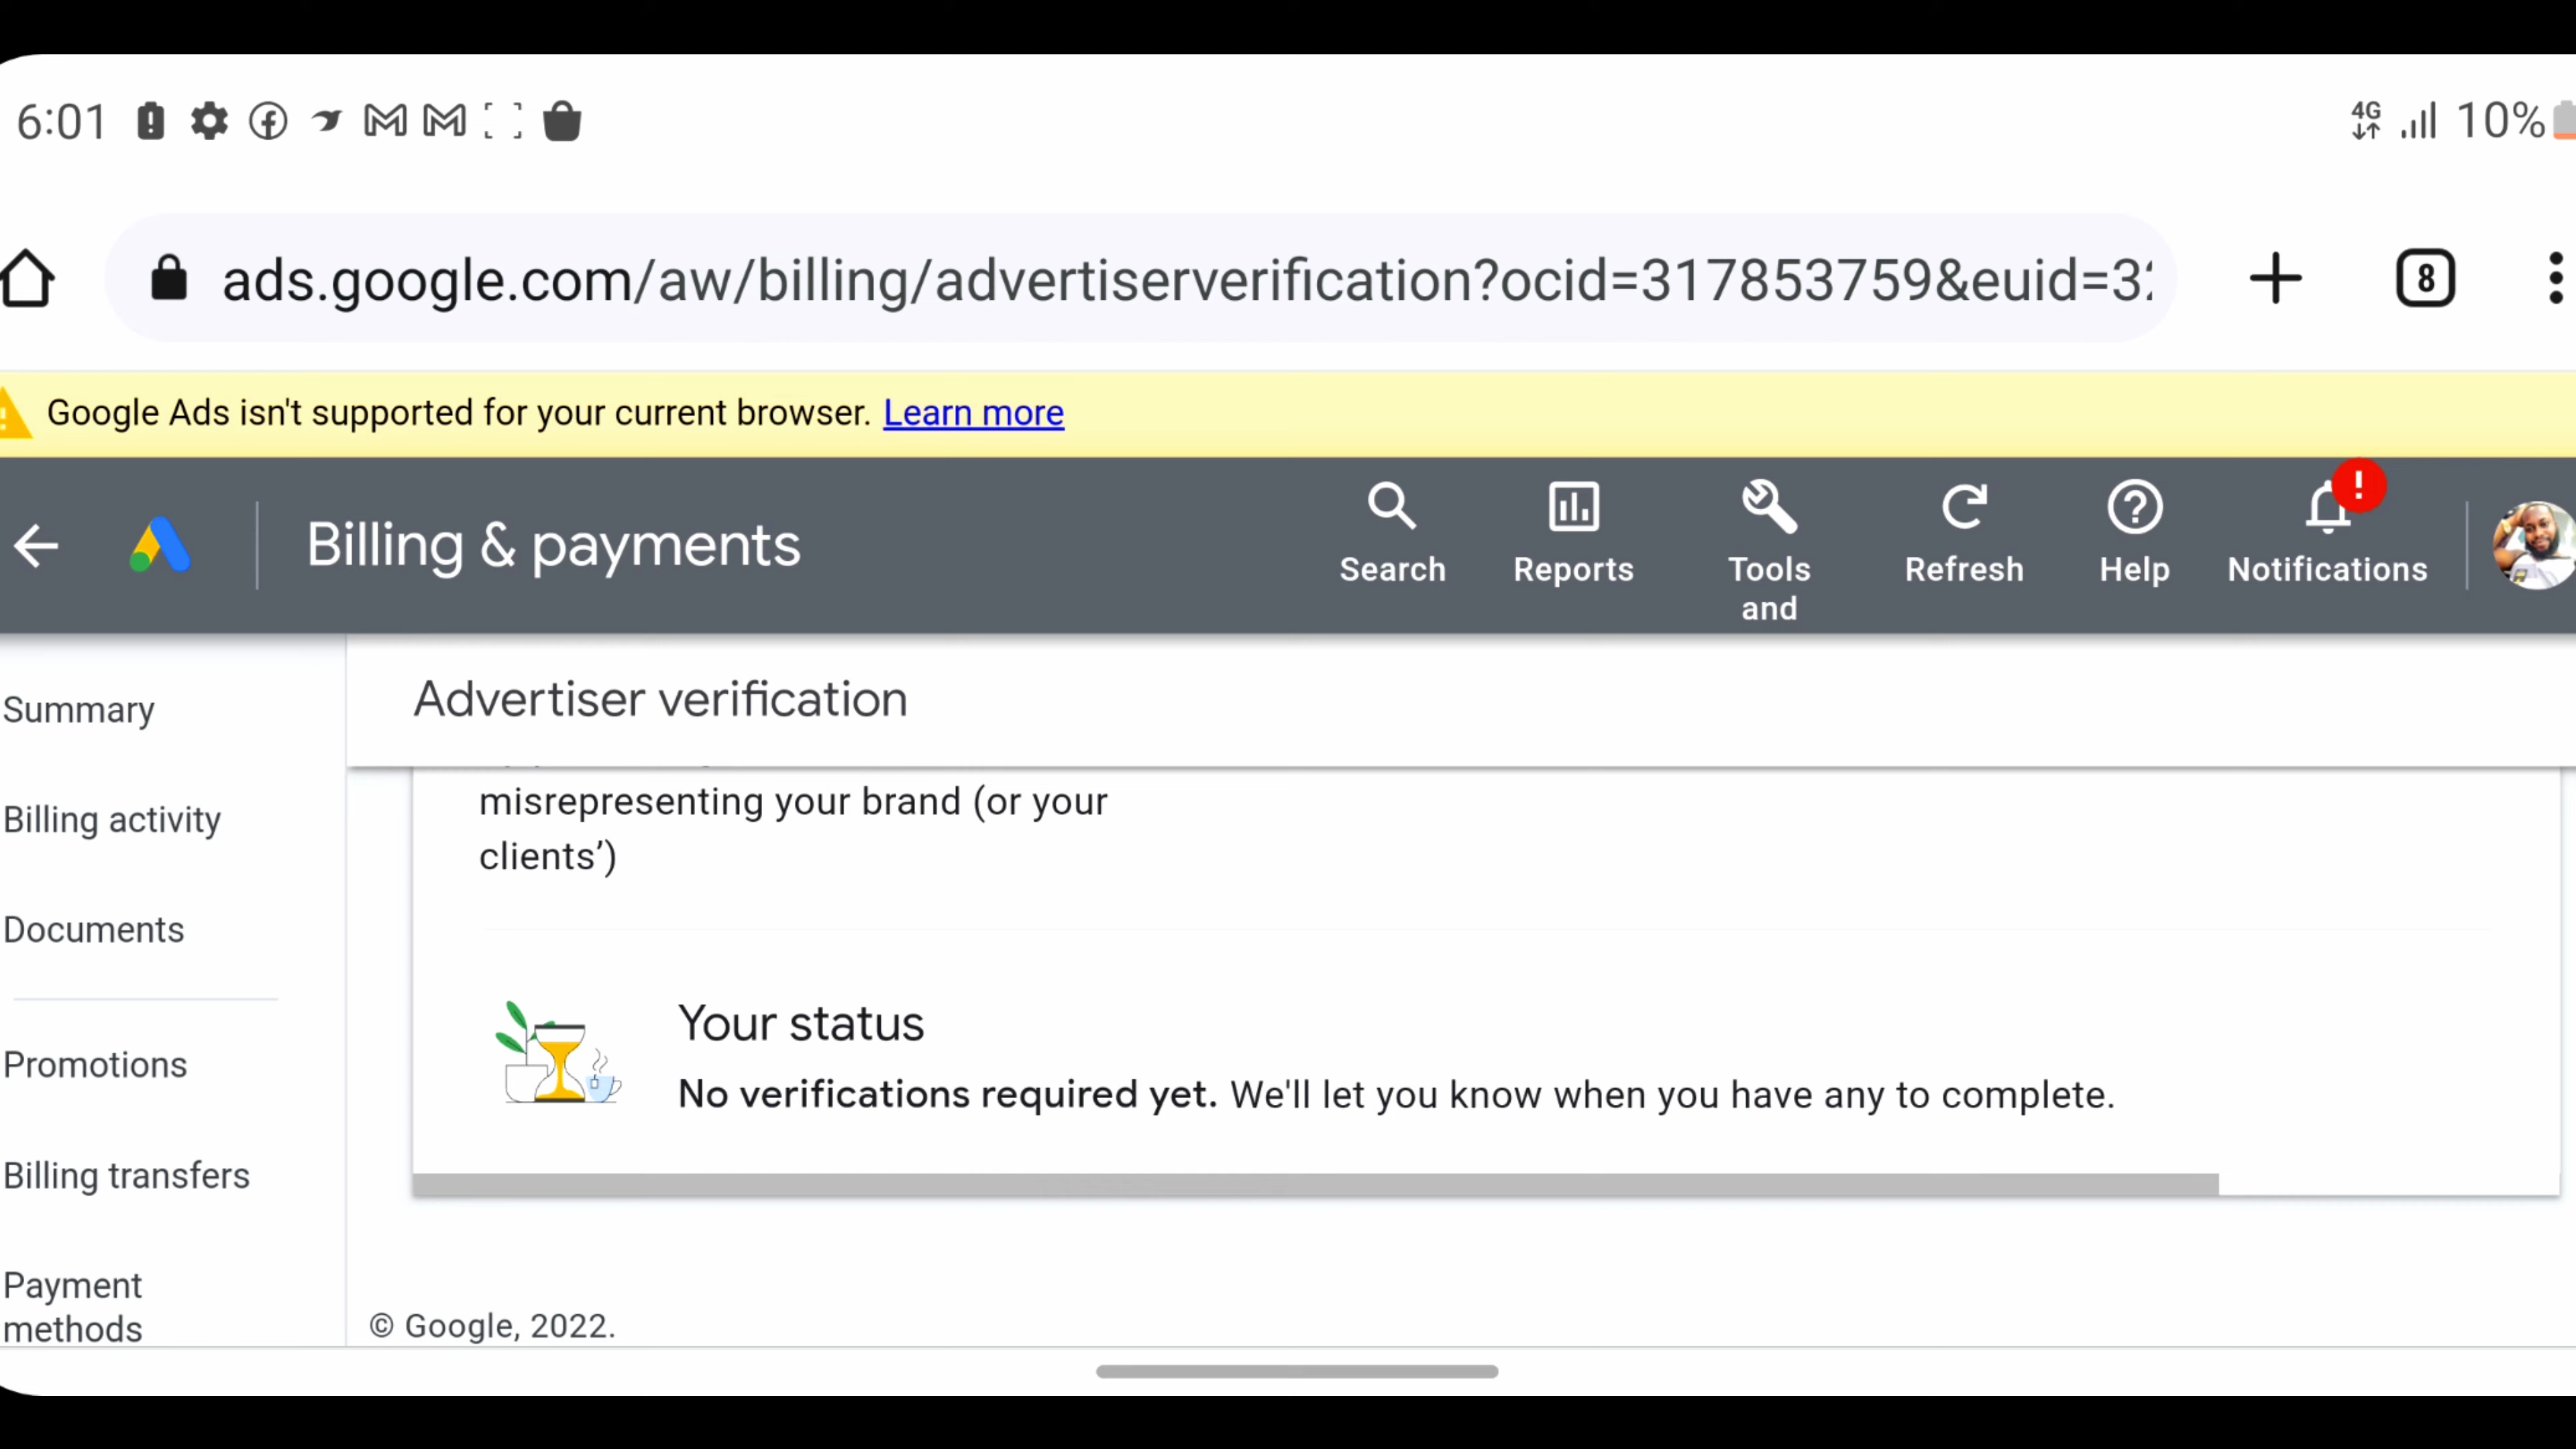 6:01
4G
10%
ads.google.com/aw/billing/advertiserverification?ocid=317853759&euid=3
8
Google Ads isn't supported for your current browser. Learn more
Billing & payments
Search
Reports
Tools
and
Refresh
Help
Notifications
Summary
Billing activity
Documents
Promotions
Billing transfers
Payment
methods
Advertiser verification
misrepresenting your brand (or your
clients’)
Your status
No verifications required yet. We'll let you know when you have any to complete.
© Google, 2022.